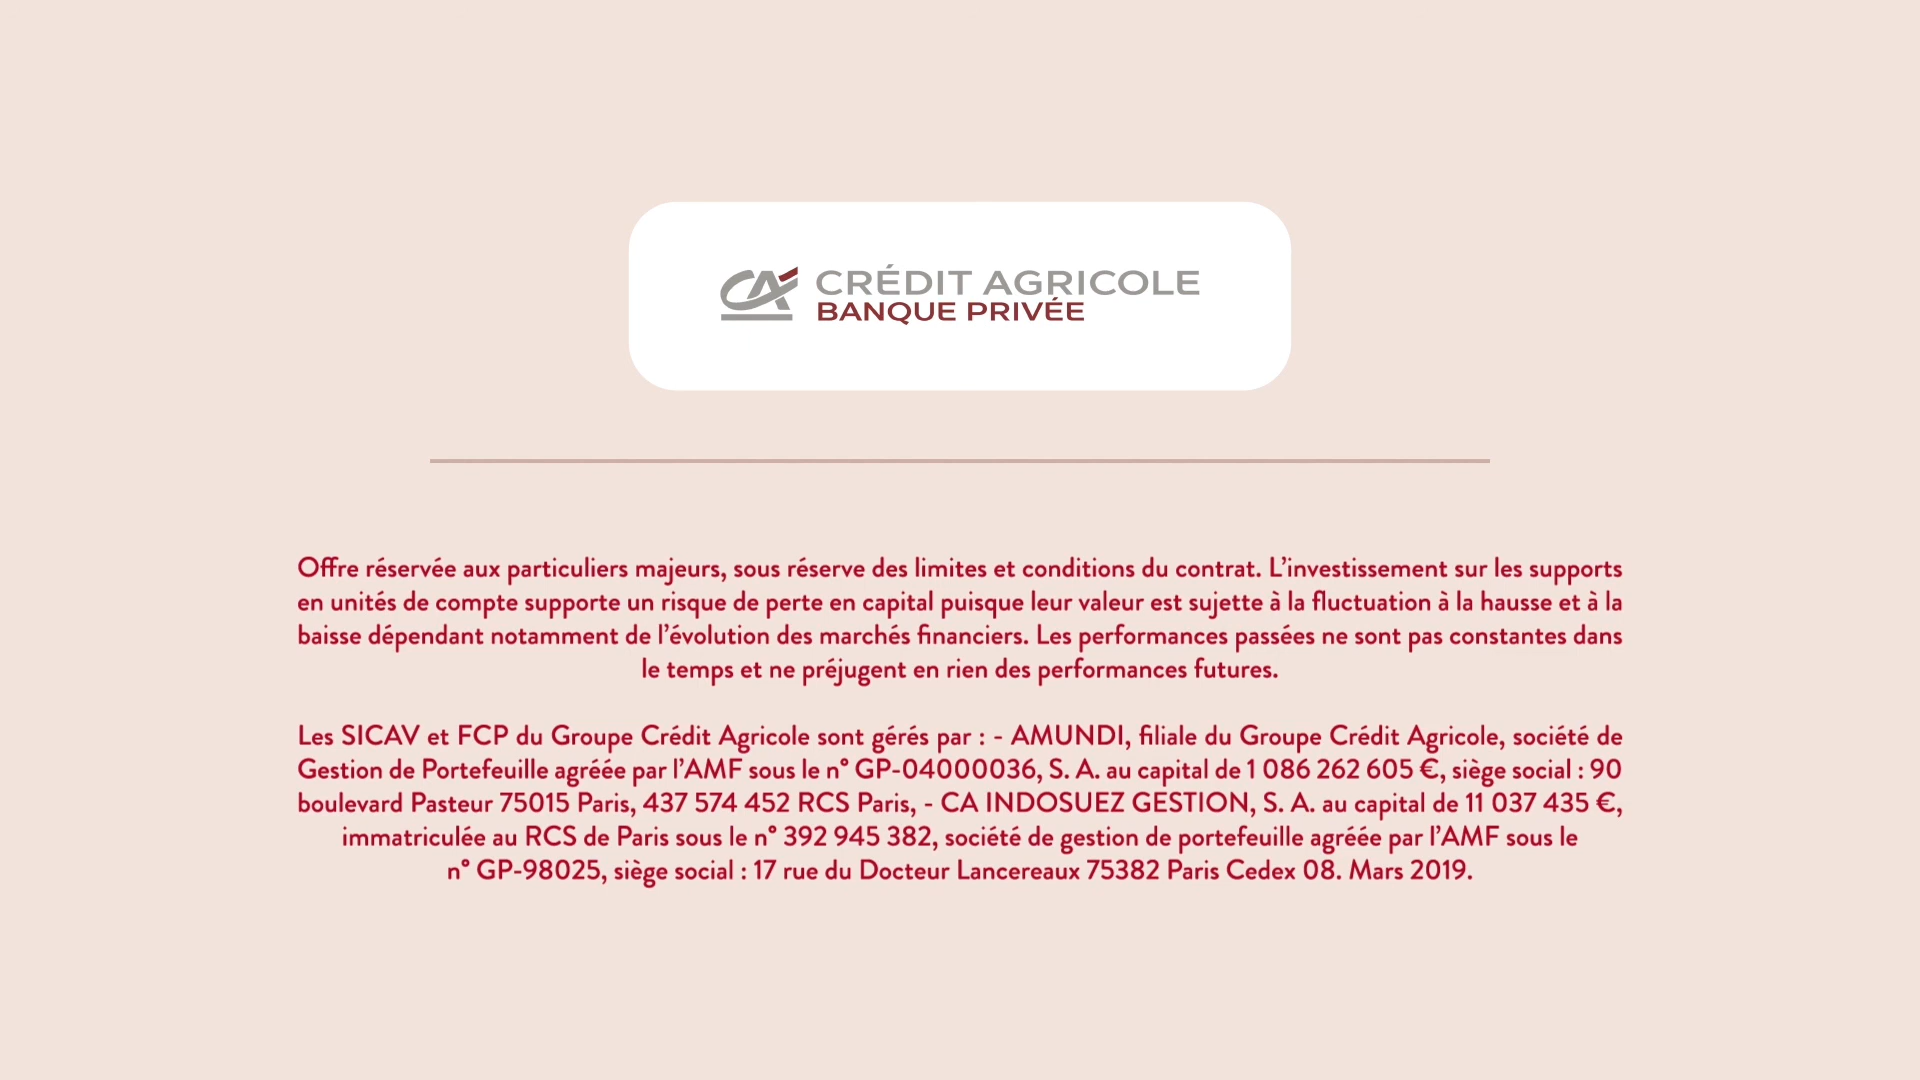 CA CRÉDIT AGRICOLE
BANQUE PRIVÉE
Offre réservée aux particuliers majeurs, sous réserve des limites et conditions du contrat. L’investissement sur les supports
en unités de compte supporte un risque de perte en capital puisque leur valeur est sujette à la fluctuation à la hausse et à la
baisse dépendant notamment de l’évolution des marchés financiers. Les performances passées ne sont pas constantes dans
le temps et ne préjugent en rien des performances futures.
Les SICAV et FCP du Groupe Crédit Agricole sont gérés par : - AMUNDI, filiale du Groupe Crédit Agricole, société de
Gestion de Portefeuille agréée par l’AMF sous le n° GP-04000036, S. A. au capital de 1 086 262 605 €, siège social : 90
boulevard Pasteur 75015 Paris, 437 574 452 RCS Paris, - CA INDOSUEZ GESTION, S. A. au capital de 11 037 435 €,
immatriculée au RCS de Paris sous le n° 392 945 382, société de gestion de portefeuille agréée par l’AMF sous le
n° GP-98025, siège social : 17 rue du Docteur Lancereaux 75382 Paris Cedex 08. Mars 2019.